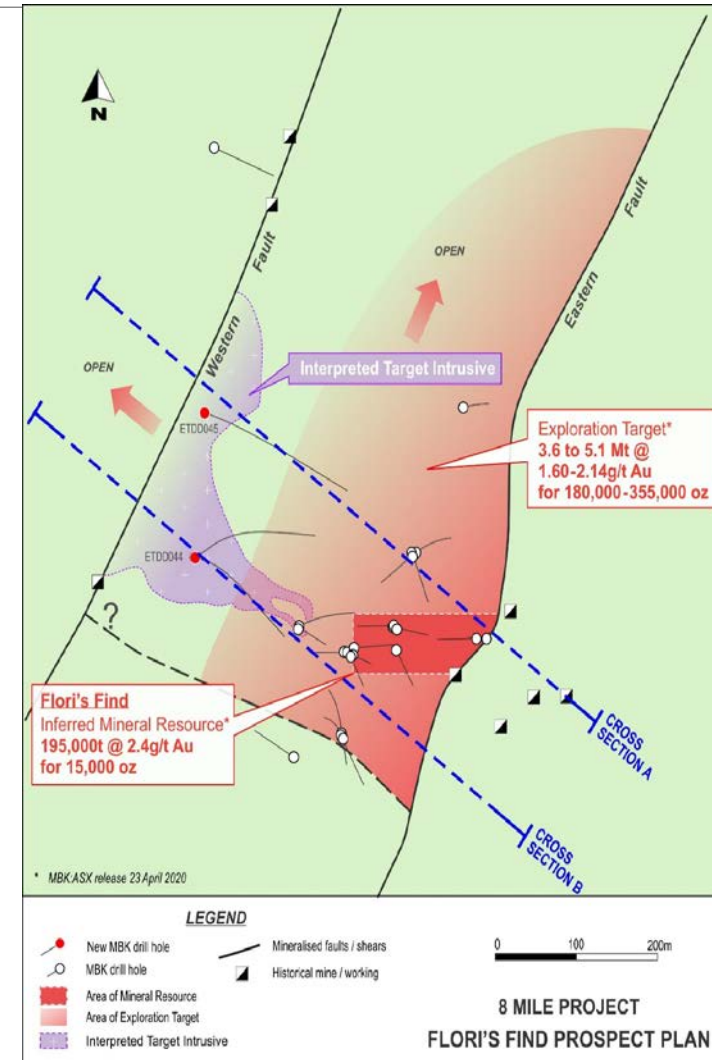 N
Fault
Western
OPEN
OPEN
Fault
Eastern
Interpreted Target Intrusive
ETDD045
Exploration Target*
3.6 to 5.1 Mt @
1.60-2.14g/t Au
for 180,000-355,000 oz
ETDD044
?
Flori's Find
Inferred Mineral Resource*
195,000t @ 2.4g/t Au
for 15,000 oz
CROSS
SECTION A
CROSS
SECTION B
* MBK:ASX release 23 April 2020
LEGEND
New MBK drill hole
MBK drill hole
Area of Mineral Resource
Area of Exploration Target
Interpreted Target Intrusive
Mineralised faults / shears
Historical mine / working
0 100 200m
8 MILE PROJECT
FLORI'S FIND PROSPECT PLAN